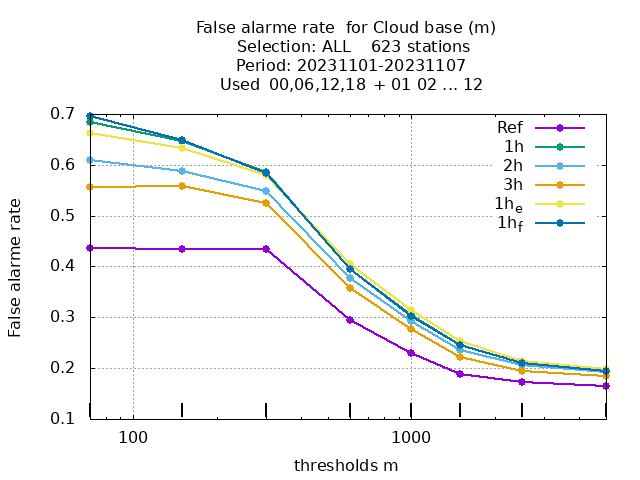 False alarme rate  for Cloud base (m)
Selection: ALL    623 stations
Period: 20231101-20231107
Used  00,06,12,18  + 01 02 ... 12
False alarme rate
0.7
0.6
0.5
0.4
0.3
0.2
0.1
Ref
1h
2h
3h
1h_e
1h_f
100
1000
thresholds m